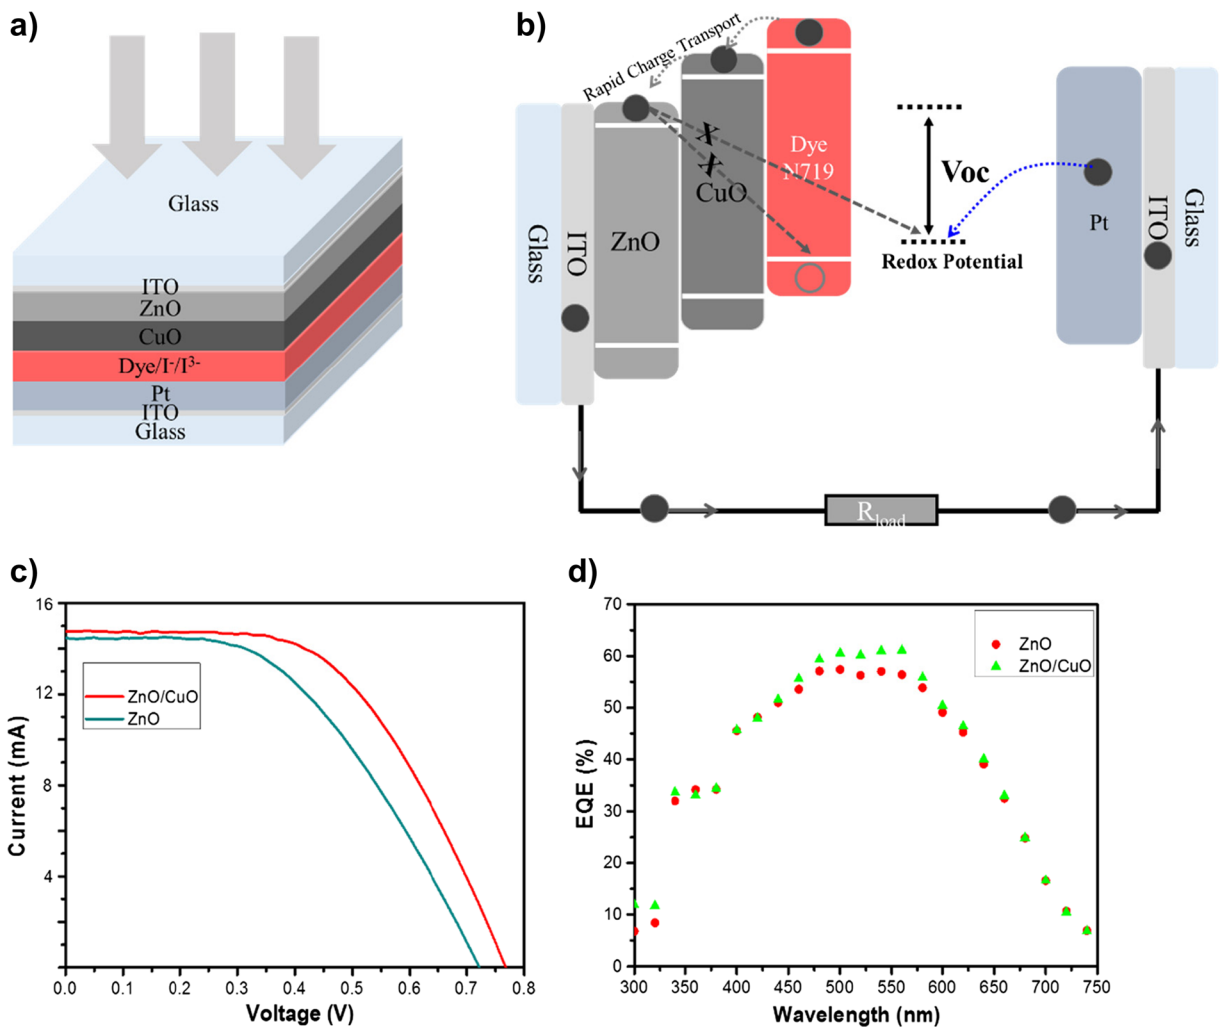 a)
Glass
ITO
ZnO
CuO
Dye/I-/I3-
Pt
ITO
Glass
b)
Rapid Charge Transport
Glass
ITO
ZnO
X
X
CuO
Dye
N719
Voc
Redox Potential
Pt
ITO
Glass
Rload
c)
16
14
12
8
4
Current (mA)
ZnO/CuO
ZnO
0.0 0.1 0.2 0.3 0.4 0.5 0.6 0.7 0.8
Voltage (V)
d)
70
60
50
40
30
20
10
0
EQE (%)
ZnO
ZnO/CuO
300 350 400 450 500 550 600 650 700 750
Wavelength (nm)